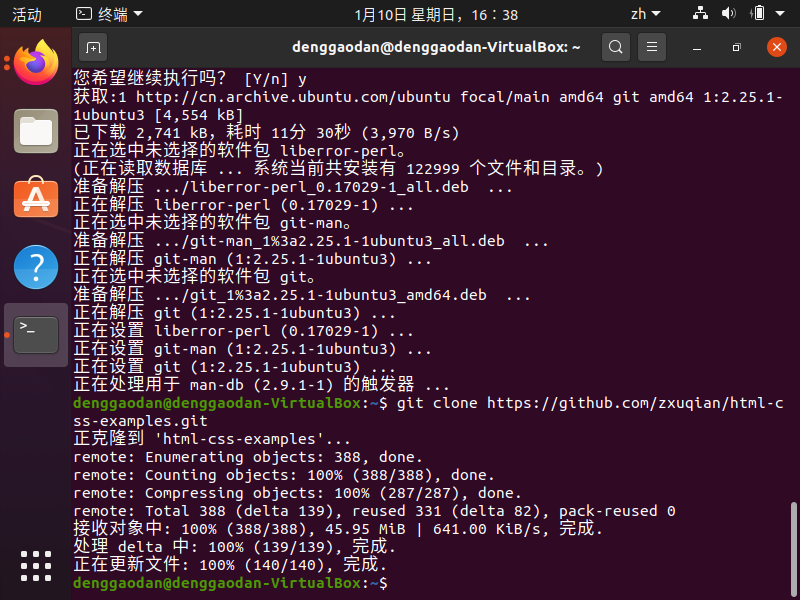 活动 终端 1月10日 星期日，16：38 zh
denggaodan@denggaodan-VirtualBox: ~
您希望继续执行吗？ [Y/n] y
获取:1 http://cn.archive.ubuntu.com/ubuntu focal/main amd64 git amd64 1:2.25.1-
1ubuntu3 [4,554 kB]
已下载 2,741 kB，耗时 11分 30秒 (3,970 B/s)
正在选中未选择的软件包 liberror-perl。
(正在读取数据库 ... 系统当前共安装有 122999 个文件和目录。)
准备解压 .../liberror-perl_0.17029-1_all.deb  ...
正在解压 liberror-perl (0.17029-1) ...
正在选中未选择的软件包 git-man。
准备解压 .../git-man_1%3a2.25.1-1ubuntu3_all.deb  ...
正在解压 git-man (1:2.25.1-1ubuntu3) ...
正在选中未选择的软件包 git。
准备解压 .../git_1%3a2.25.1-1ubuntu3_amd64.deb  ...
正在解压 git (1:2.25.1-1ubuntu3) ...
正在设置 liberror-perl (0.17029-1) ...
正在设置 git-man (1:2.25.1-1ubuntu3) ...
正在设置 git (1:2.25.1-1ubuntu3) ...
正在处理用于 man-db (2.9.1-1) 的触发器 ...
denggaodan@denggaodan-VirtualBox:~$ git clone https://github.com/zxuqian/html-c
ss-examples.git
正克隆到 'html-css-examples'...
remote: Enumerating objects: 388, done.
remote: Counting objects: 100% (388/388), done.
remote: Compressing objects: 100% (287/287), done.
remote: Total 388 (delta 139), reused 331 (delta 82), pack-reused 0
接收对象中: 100% (388/388), 45.95 MiB | 641.00 KiB/s, 完成.
处理 delta 中: 100% (139/139), 完成.
正在更新文件: 100% (140/140), 完成.
denggaodan@denggaodan-VirtualBox:~$